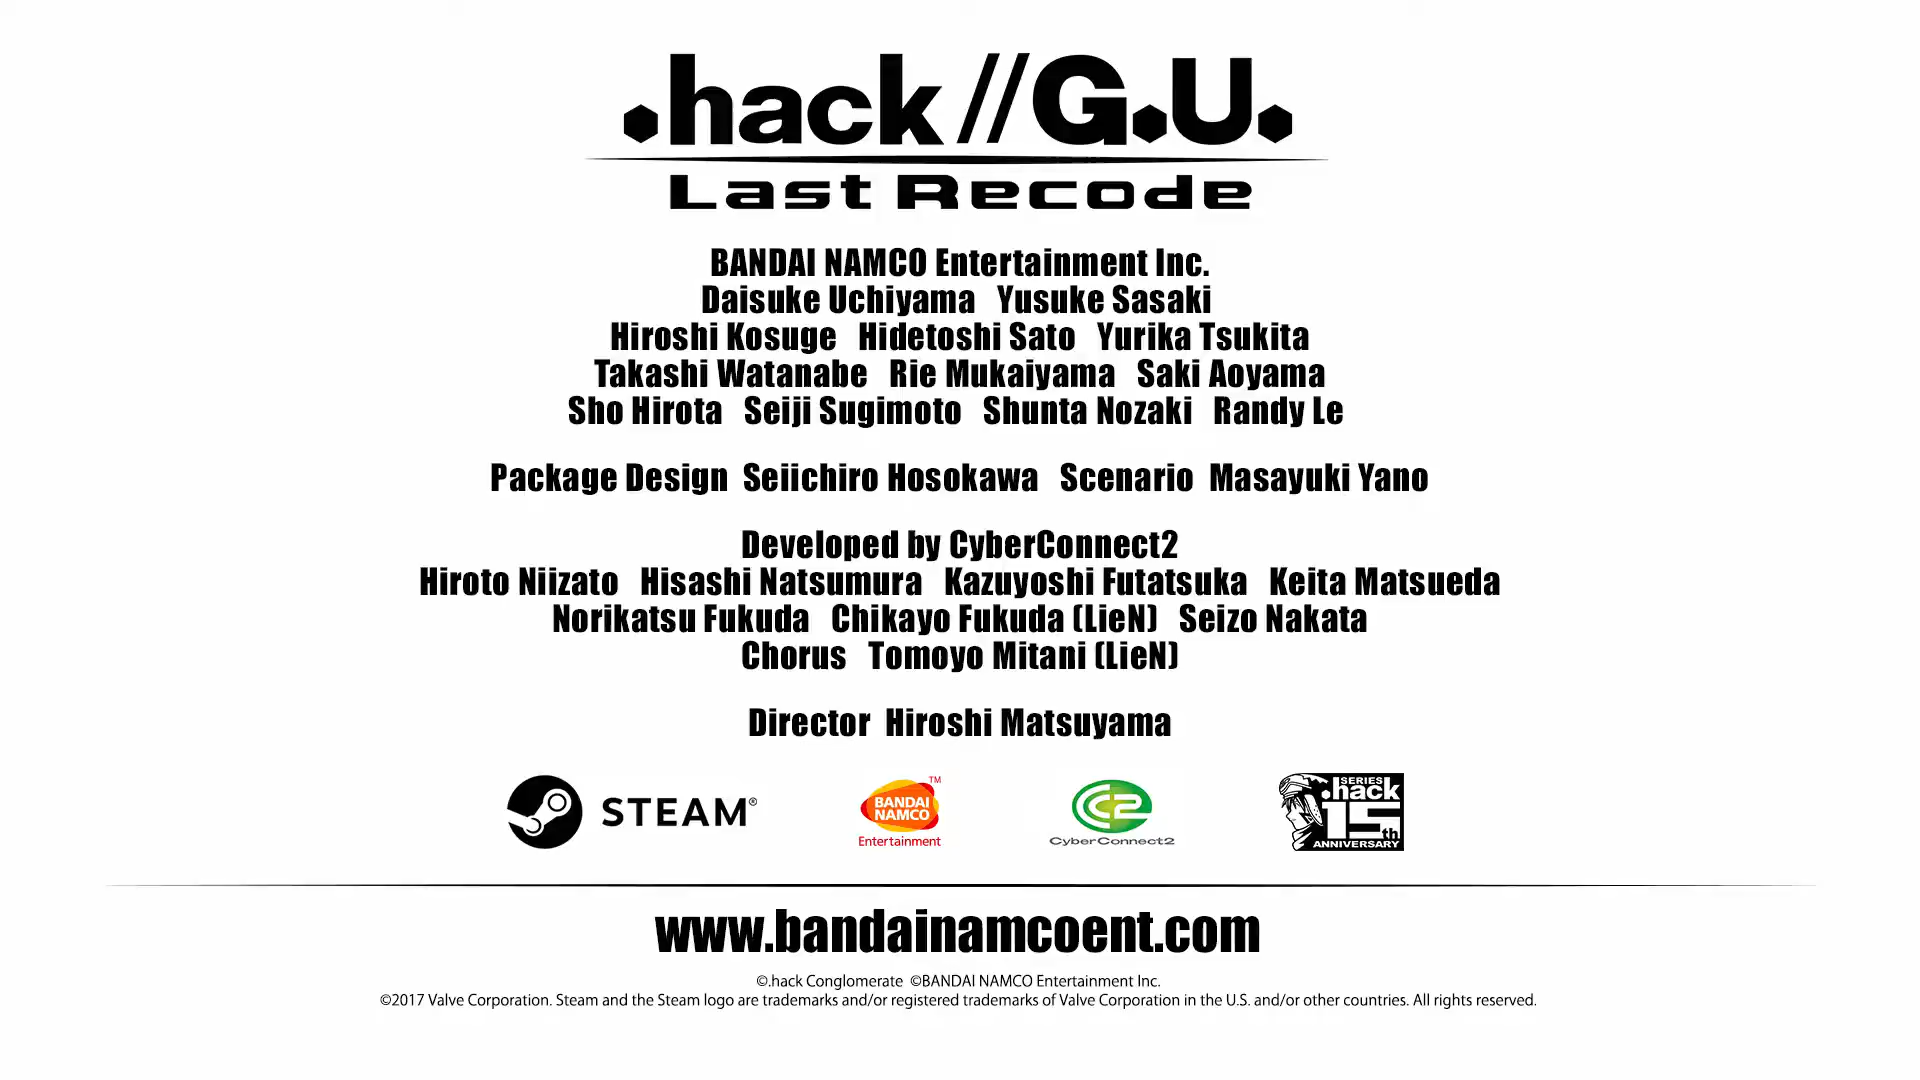 .hack//G.U.
Last Recode
BANDAI NAMCO Entertainment Inc.
Daisuke Uchiyama Yusuke Sasaki
Hiroshi Kosuge Hidetoshi Sato Yurika Tsukita
Takashi Watanabe Rie Mukaiyama Saki Aoyama
Sho Hirota Seiji Sugimoto Shunta Nozaki Randy Le
Package Design Seiichiro Hosokawa Scenario Masayuki Yano
Developed by CyberConnect2
Hiroto Niizato Hisashi Natsumura Kazuyoshi Futatsuka Keita Matsueda
Norikatsu Fukuda Chikayo Fukuda (LieN) Seizo Nakata
Chorus Tomoyo Mitani (LieN)
Director Hiroshi Matsuyama
STEAM®
BANDAI
NAMCO
™
Entertainment
CC2
CyberConnect2
SERIES
.hack
15th
ANNIVERSARY
www.bandainamcoent.com
©.hack Conglomerate ©BANDAI NAMCO Entertainment Inc.
©2017 Valve Corporation. Steam and the Steam logo are trademarks and/or registered trademarks of Valve Corporation in the U.S. and/or other countries. All rights reserved.